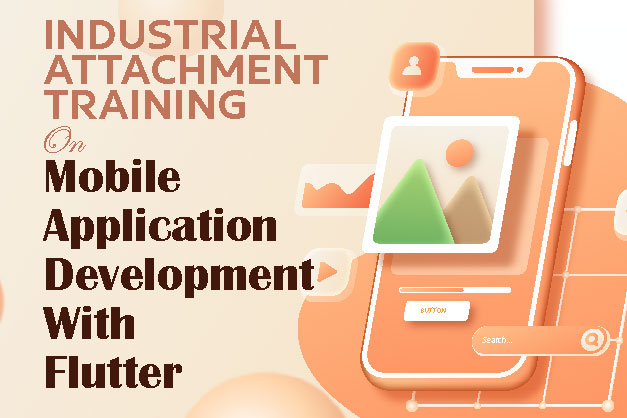 INDUSTRIAL
ATTACHMENT
TRAINING
On
Mobile
Application
Development
With
Flutter
BUTTON
Search...